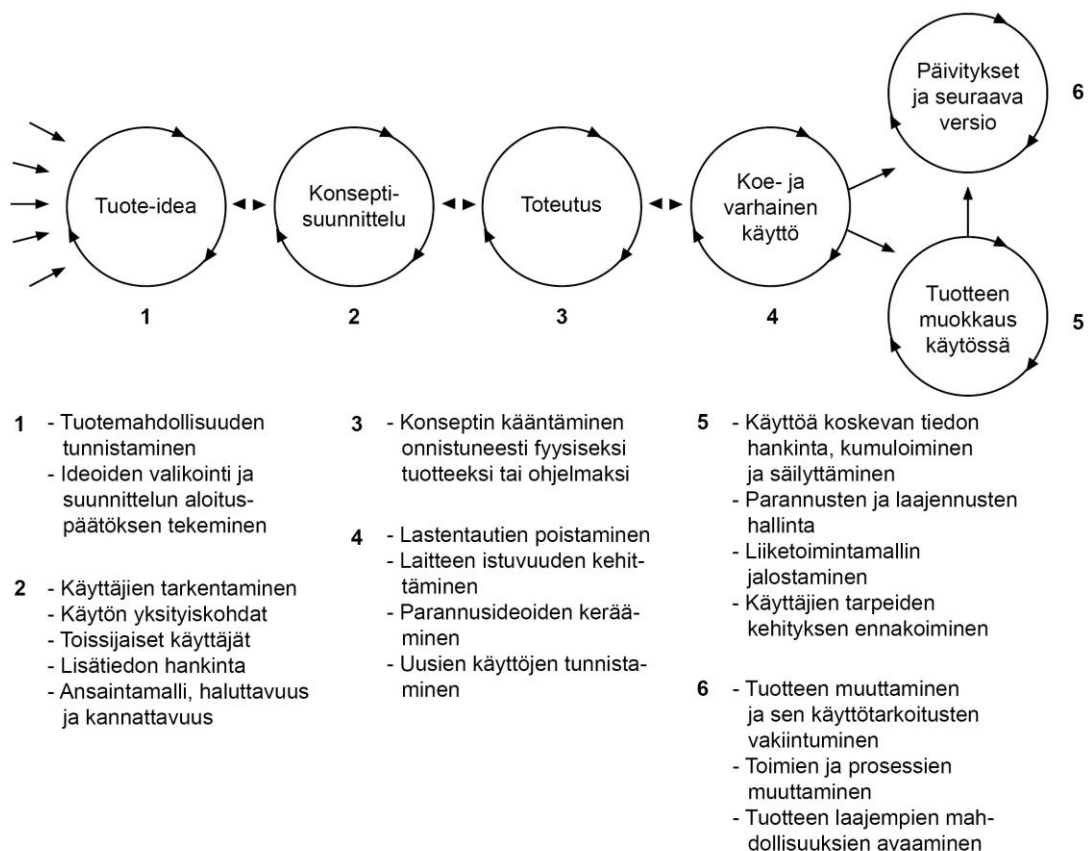 Tuote-idea
1
Konsepti-
suunnittelu
2
Toteutus
3
Koe- ja
varhainen
käyttö
4
Päivitykset
ja seuraava
versio
6
Tuotteen
muokkaus
käytössä
5
1 - Tuotemahdollisuuden
tunnistaminen
- Ideoiden valikointi ja
suunnittelun aloitus-
päätöksen tekeminen
2 - Käyttäjien tarkentaminen
- Käytön yksityiskohdat
- Toissijaiset käyttäjät
- Lisätiedon hankinta
- Ansaintamalli, haluttavuus
ja kannattavuus
3 - Konseptin kääntäminen
onnistuneesti fyysiseksi
tuotteeksi tai ohjelmaksi
4 - Lastentautien poistaminen
- Laitteen istuvuuden kehit-
täminen
- Parannusideoiden kerää-
minen
- Uusien käyttöjen tunnista-
minen
5 - Käyttöä koskevan tiedon
hankinta, kumuloiminen
ja säilyttäminen
- Parannusten ja laajennusten
hallinta
- Liiketoimintamallin
jalostaminen
- Käyttäjien tarpeiden
kehityksen ennakoiminen
6 - Tuotteen muuttaminen
ja sen käyttötarkoitusten
vakiintuminen
- Toimien ja prosessien
muuttaminen
- Tuotteen laajempien mah-
dollisuuksien avaaminen